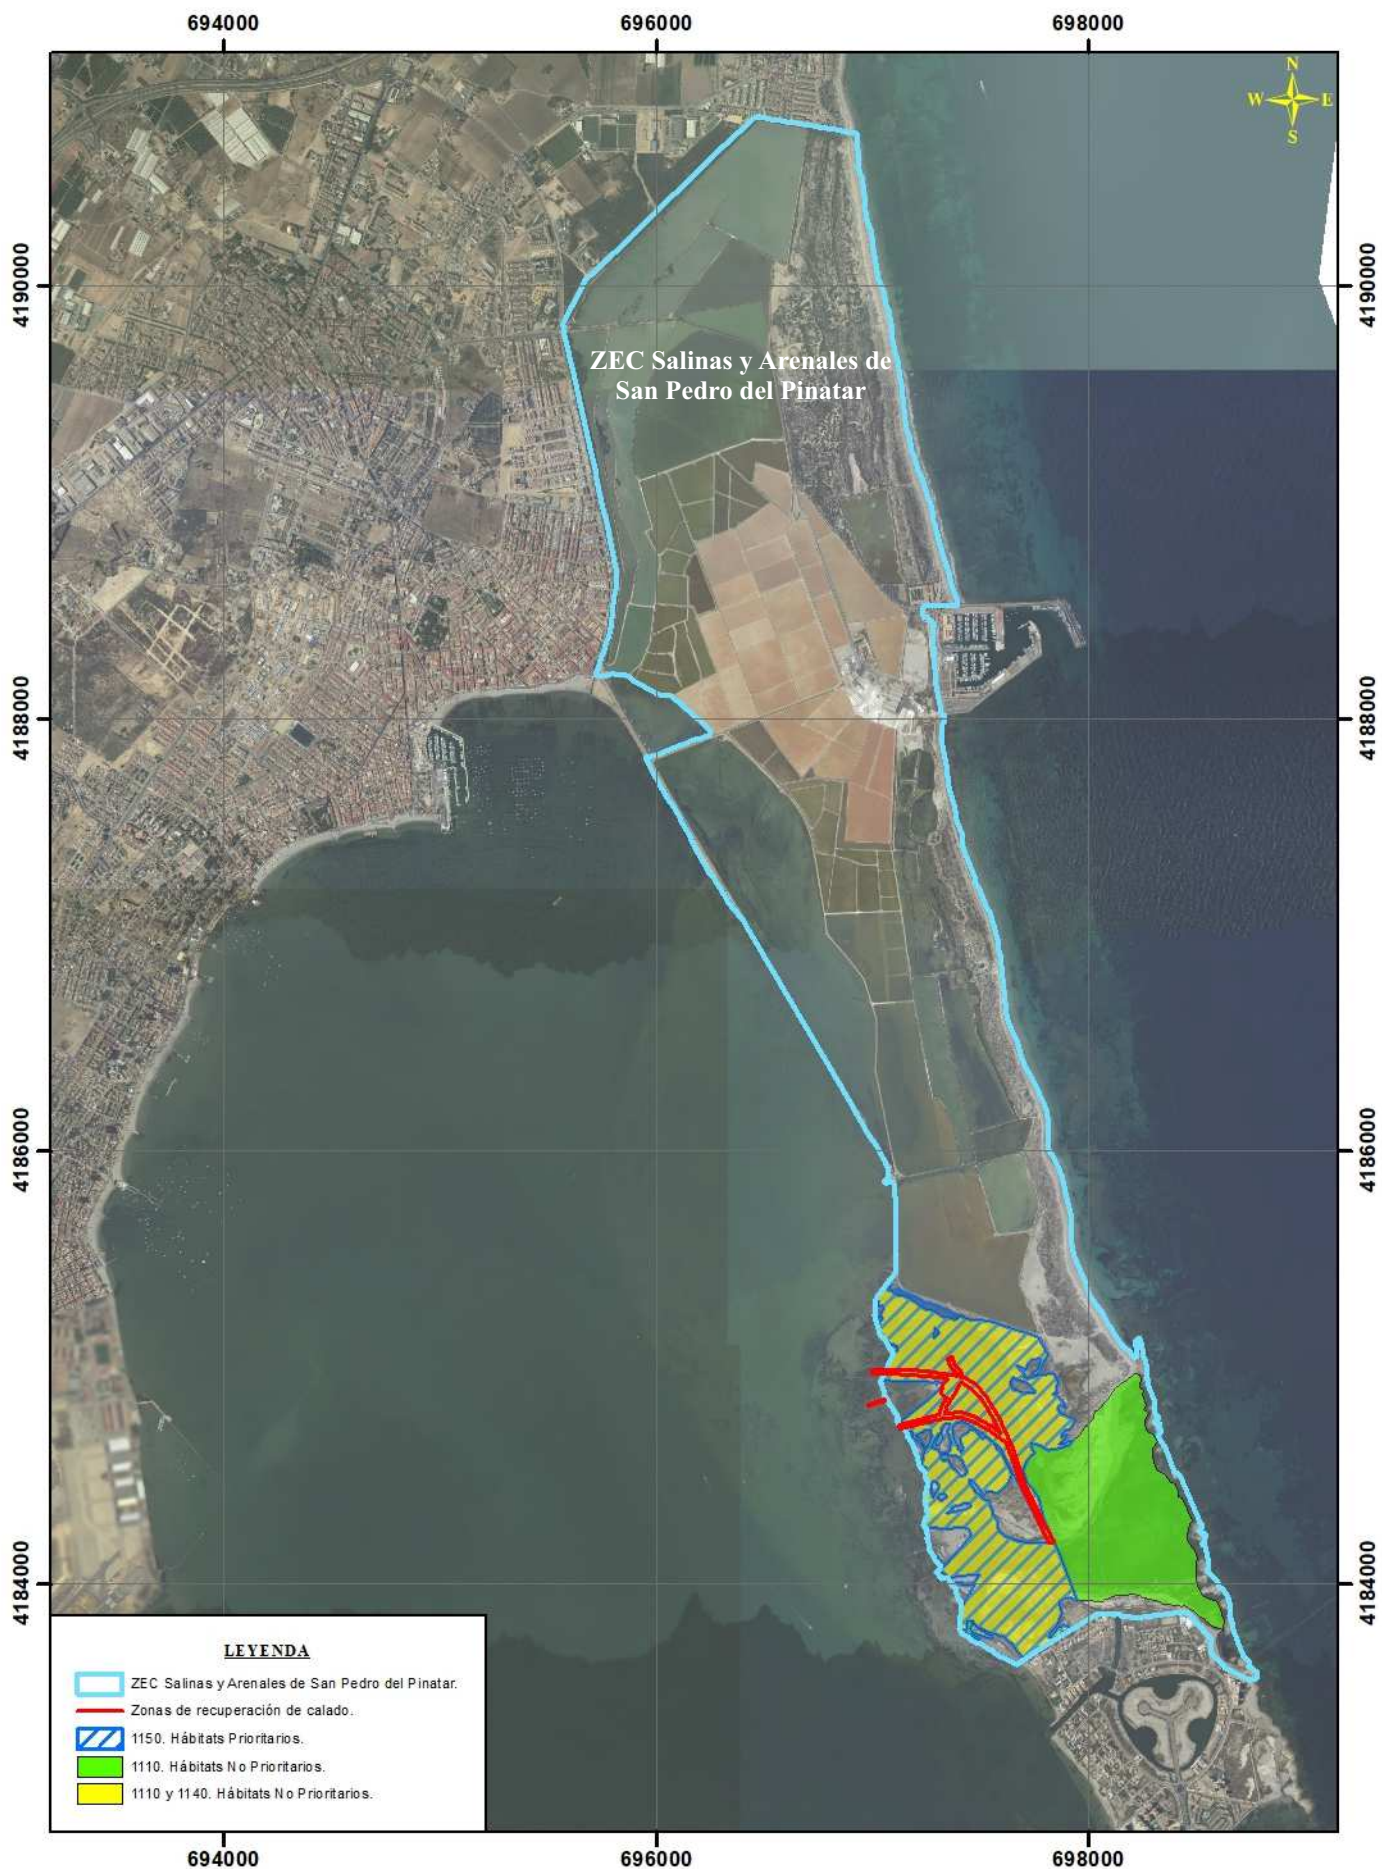 694000
696000
698000
N
W
E
S
4190000
4190000
ZEC Salinas y Arenales de
San Pedro del Pinatar
4188000
4188000
4186000
4186000
4184000
4184000
LEYENDA
ZEC Salinas y Arenales de San Pedro del Pinatar.
Zonas de recuperación de calado.
1150. Hábitats Prioritarios.
1110. Hábitats No Prioritarios.
1110 y 1140. Hábitats No Prioritarios.
694000
696000
698000